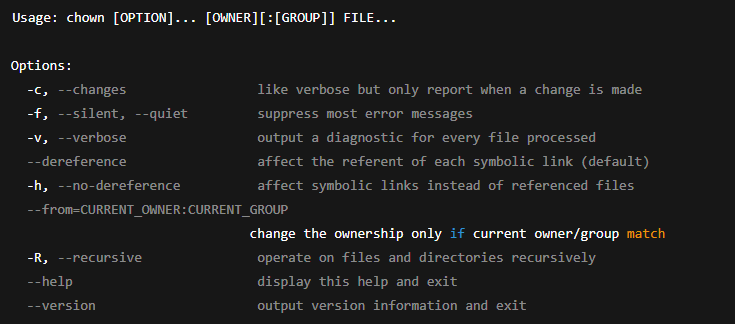 Usage: chown [OPTION]... [OWNER][:[GROUP]] FILE...
Options:
-c, --changes like verbose but only report when a change is made
-f, --silent, --quiet suppress most error messages
-v, --verbose output a diagnostic for every file processed
--dereference affect the referent of each symbolic link (default)
-h, --no-dereference affect symbolic links instead of referenced files
--from=CURRENT_OWNER:CURRENT_GROUP
change the ownership only if current owner/group match
-R, --recursive operate on files and directories recursively
--help display this help and exit
--version output version information and exit